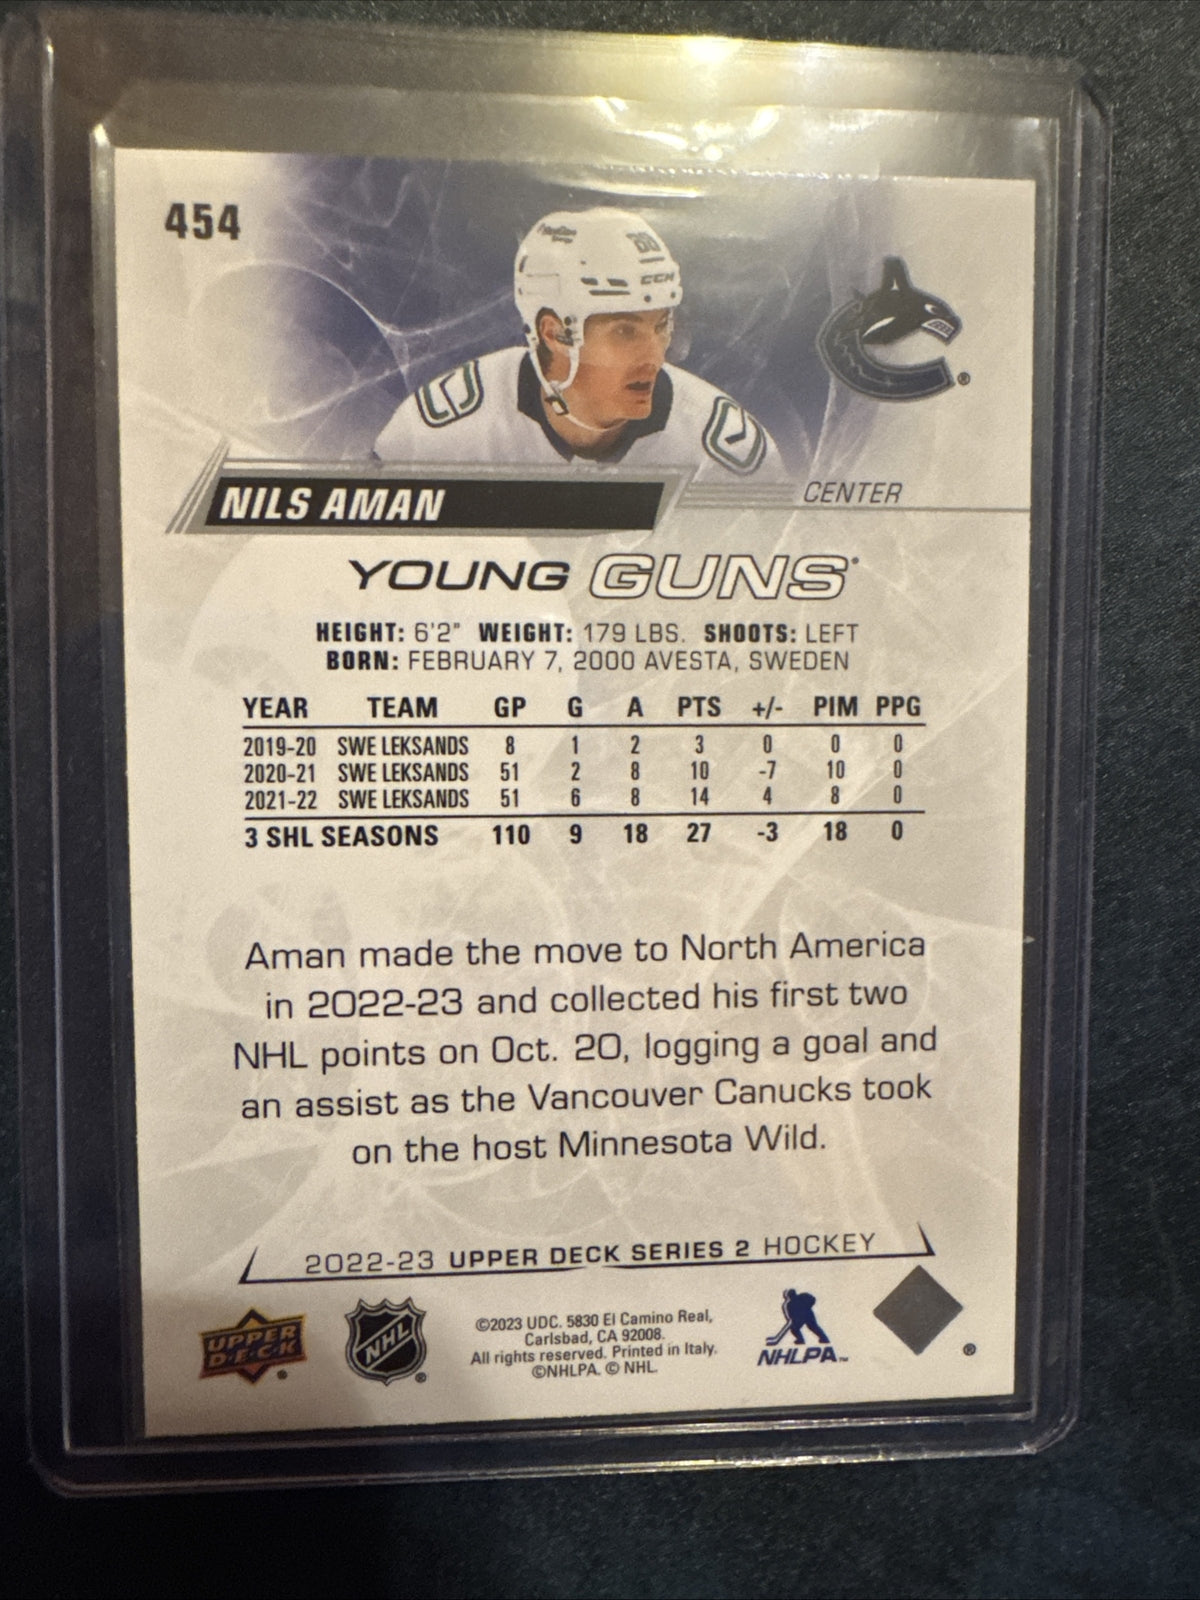 454
88
CCM
®
NILS AMAN
CENTER
YOUNG GUNS®
HEIGHT: 6'2" WEIGHT: 179 LBS. SHOOTS: LEFT
BORN: FEBRUARY 7, 2000 AVESTA, SWEDEN
YEAR TEAM GP G A PTS +/- PIM PPG
2019-20 SWE LEKSANDS 8 1 2 3 0 0 0
2020-21 SWE LEKSANDS 51 2 8 10 -7 10 0
2021-22 SWE LEKSANDS 51 6 8 14 4 8 0
3 SHL SEASONS 110 9 18 27 -3 18 0
Aman made the move to North America
in 2022-23 and collected his first two
NHL points on Oct. 20, logging a goal and
an assist as the Vancouver Canucks took
on the host Minnesota Wild.
2022-23 UPPER DECK SERIES 2 HOCKEY
UPPER
D·E·C·K
®
NHL
®
©2023 UDC. 5830 El Camino Real,
Carlsbad, CA 92008.
All rights reserved. Printed in Italy.
©NHLPA. © NHL.
NHLPA™
®